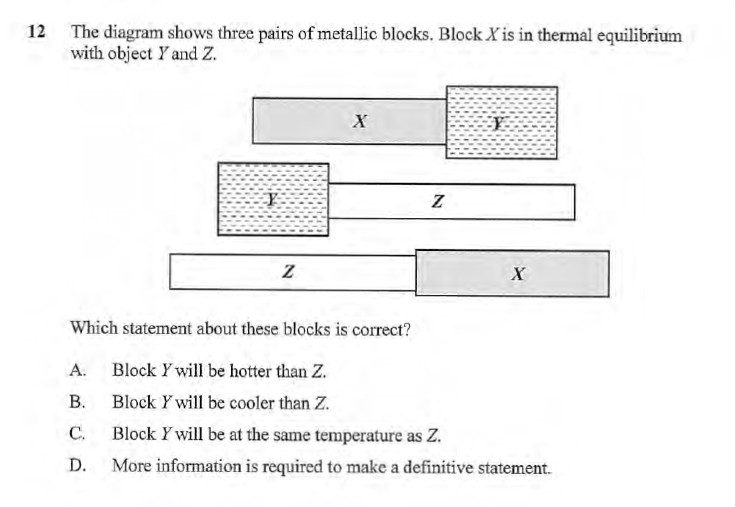 12 The diagram shows three pairs of metallic blocks. Block X is in thermal equilibrium
with object Y and Z.
X
Y
Y
Z
Z
X
Which statement about these blocks is correct?
A. Block Y will be hotter than Z.
B. Block Y will be cooler than Z.
C. Block Y will be at the same temperature as Z.
D. More information is required to make a definitive statement.